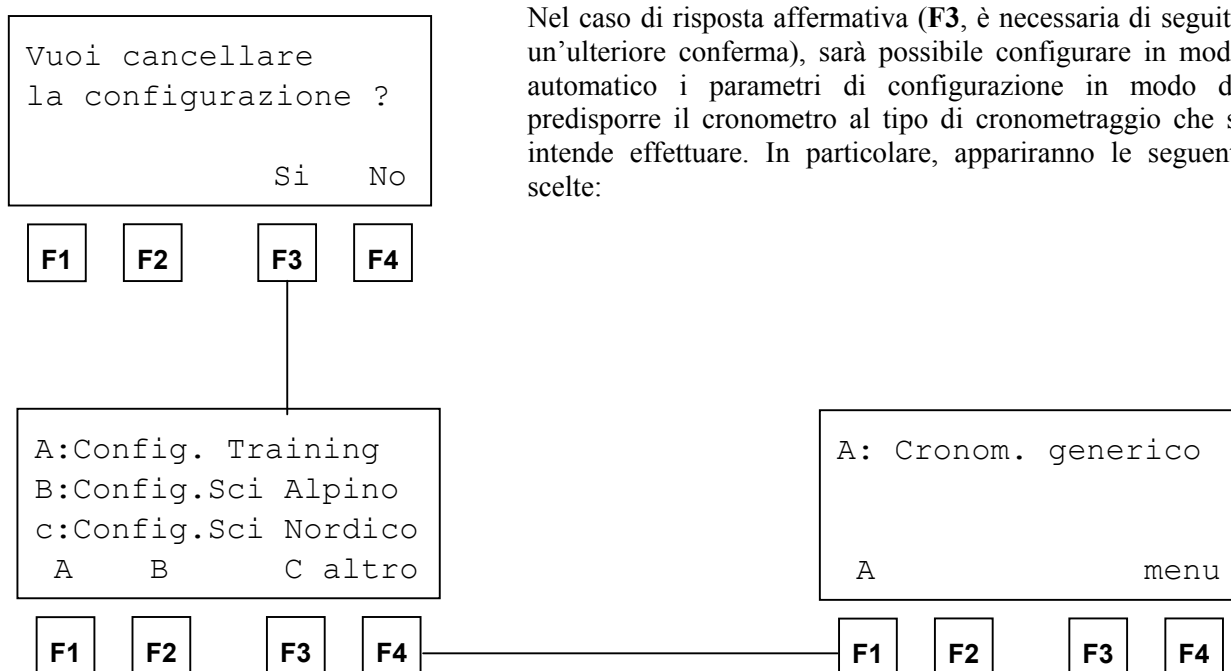 Nel caso di risposta affermativa (F3, è necessaria di
un’ulteriore conferma), sarà possibile configurare in
automatico i parametri di configurazione in modo
predisporre il cronometro al tipo di cronometraggio che
intende effettuare. In particolare, appariranno le
scelte:
Vuoi cancellare
la configurazione ?
Si No
F1 F2 F3 F4
A:Config. Training
B:Config.Sci Alpino
c:Config.Sci Nordico
A B C altro
F1 F2 F3 F4
A: Cronom. generico
A menu
F1 F2 F3 F4